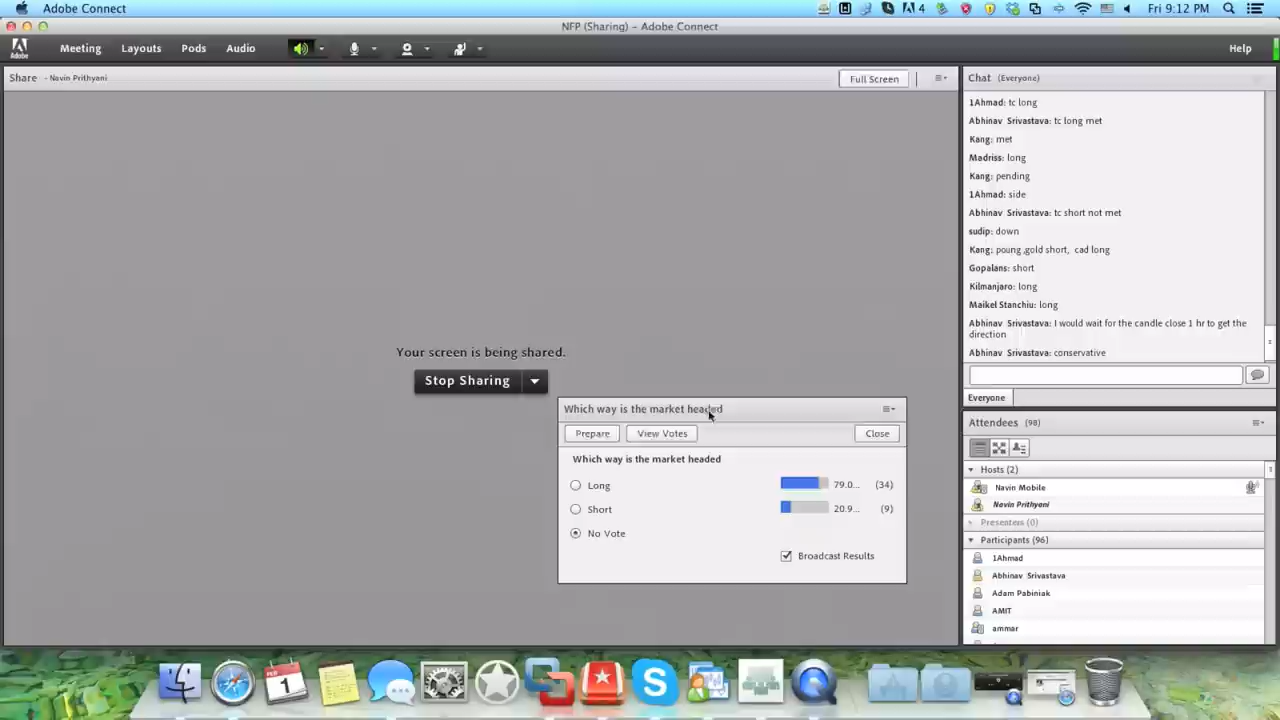 Adobe Connect
4
Fri 9:12 PM
NFP (Sharing) – Adobe Connect
Adobe
Meeting
Layouts
Pods
Audio
Help
Share - Navin Prithyani
Full Screen
Your screen is being shared.
Stop Sharing
Which way is the market headed
Prepare
View Votes
Close
Which way is the market headed
Long 79.0... (34)
Short 20.9... (9)
No Vote
Broadcast Results
Chat (Everyone)
1Ahmad: tc long
Abhinav Srivastava: tc long met
Kang: met
Madriss: long
Kang: pending
1Ahmad: side
Abhinav Srivastava: tc short not met
sudip: down
Kang: poung ,gold short, cad long
Gopalans: short
Kilmanjaro: long
Maikel Stanchiu: long
Abhinav Srivastava: I would wait for the candle close 1 hr to get the
direction
Abhinav Srivastava: conservative
Everyone
Attendees (98)
Hosts (2)
Navin Mobile
Navin Prithyani
Presenters (0)
Participants (96)
1Ahmad
Abhinav Srivastava
Adam Pabiniak
AMIT
ammar
1